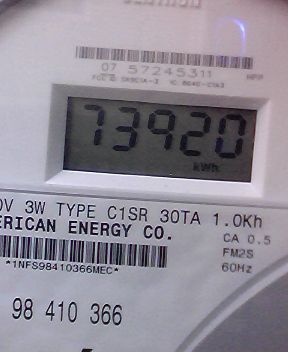 07 57245311
HPP
73920
kWh
0V 3W TYPE C1SR 30TA 1.0Kh
ERICAN ENERGY CO.
CA 0.5
FM2S
60Hz
*1NFS98410366MEC*
98 410 366